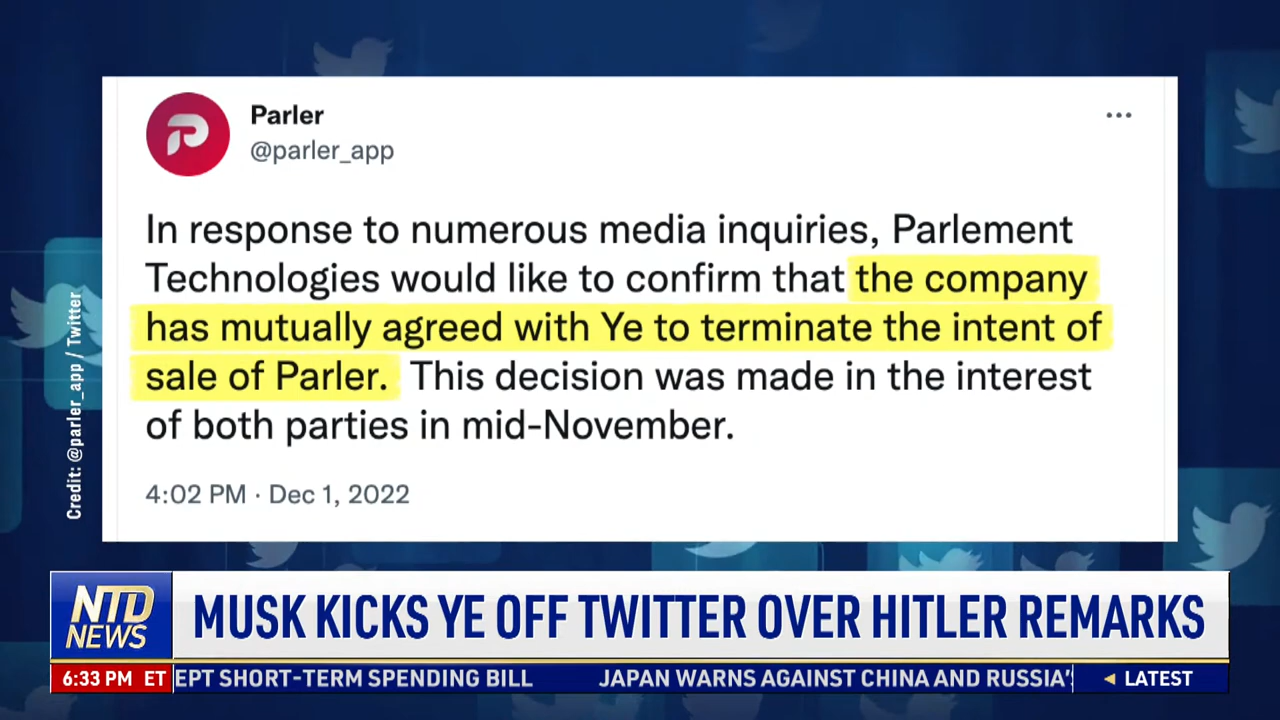 Parler
@parler_app
In response to numerous media inquiries, Parlement
Technologies would like to confirm that the company
has mutually agreed with Ye to terminate the intent of
sale of Parler. This decision was made in the interest
of both parties in mid-November.
4:02 PM · Dec 1, 2022
Credit: @parler_app / Twitter
NTD
NEWS
MUSK KICKS YE OFF TWITTER OVER HITLER REMARKS
6:33 PM ET EPT SHORT-TERM SPENDING BILL JAPAN WARNS AGAINST CHINA AND RUSSIA' ◄ LATEST